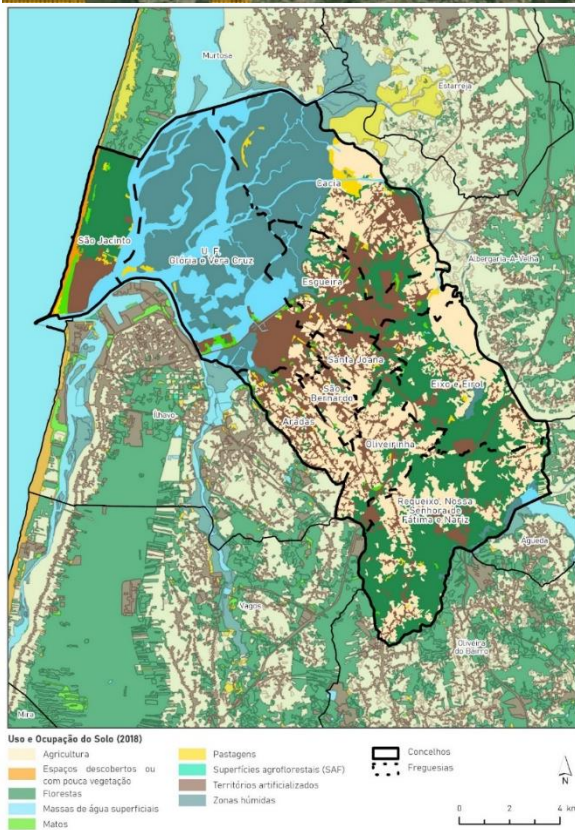 Murtosa
Estarreja
Cacia
São Jacinto
U. F.
Glória e Vera Cruz
Albergaria-A-Velha
Esgueira
Santa Joana
Eixo e Eirol
São
Bernardo
Ílhavo
Aradas
Oliveirinha
Requeixo, Nossa
Senhora de
Fátima e Nariz
Águeda
Vagos
Oliveira
do Bairro
Mira
Uso e Ocupação do Solo (2018)
Agricultura
Espaços descobertos ou
com pouca vegetação
Florestas
Massas de água superficiais
Matos
Pastagens
Superfícies agroflorestais (SAF)
Territórios artificializados
Zonas húmidas
Concelhos
Freguesias
N
0 2 4 km